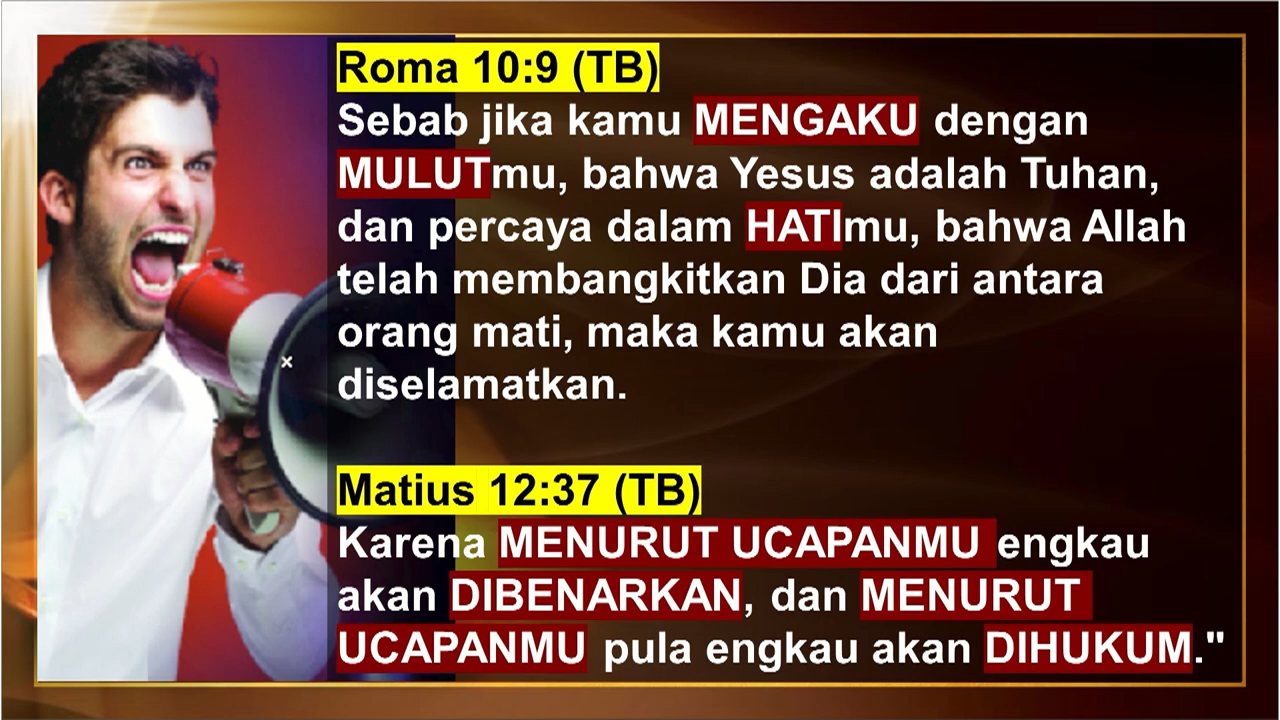 Roma 10:9 (TB)
Sebab jika kamu MENGAKU dengan
MULUTmu, bahwa Yesus adalah Tuhan,
dan percaya dalam HATImu, bahwa Allah
telah membangkitkan Dia dari antara
orang mati, maka kamu akan
diselamatkan.
Matius 12:37 (TB)
Karena MENURUT UCAPANMU engkau
akan DIBENARKAN, dan MENURUT
UCAPANMU pula engkau akan DIHUKUM."